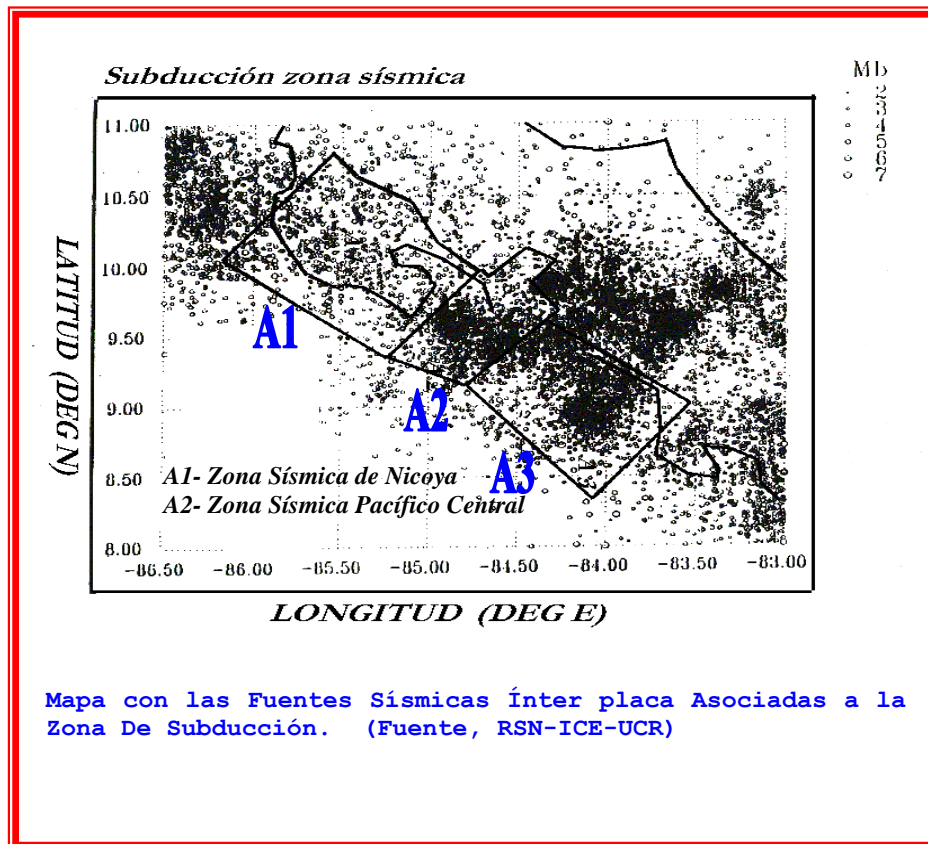 Subducción zona sísmica
Mb
2
3
4
5
6
7
11.00
10.50
10.00
9.50
9.00
8.50
8.00
LATITUD (DEG N)
A1
A2
A3
A1- Zona Sísmica de Nicoya
A2- Zona Sísmica Pacífico Central
-86.50 -86.00 -85.50 -85.00 -84.50 -84.00 -83.50 -83.00
LONGITUD (DEG E)
Mapa con las Fuentes Sísmicas Ínter placa Asociadas a la
Zona De Subducción. (Fuente, RSN-ICE-UCR)